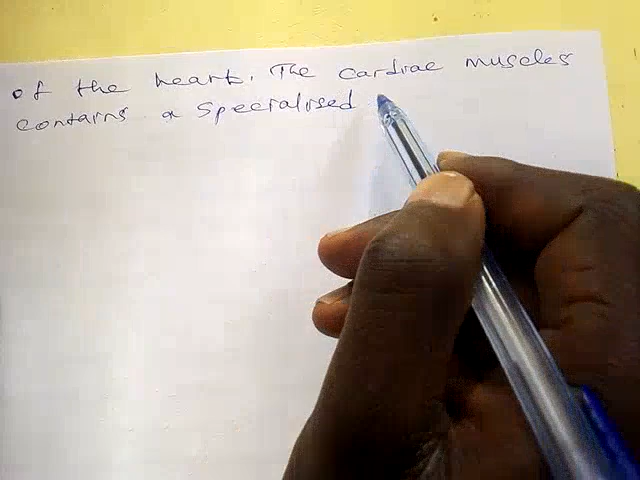 of the heart. The cardiac muscles
contains a specialised